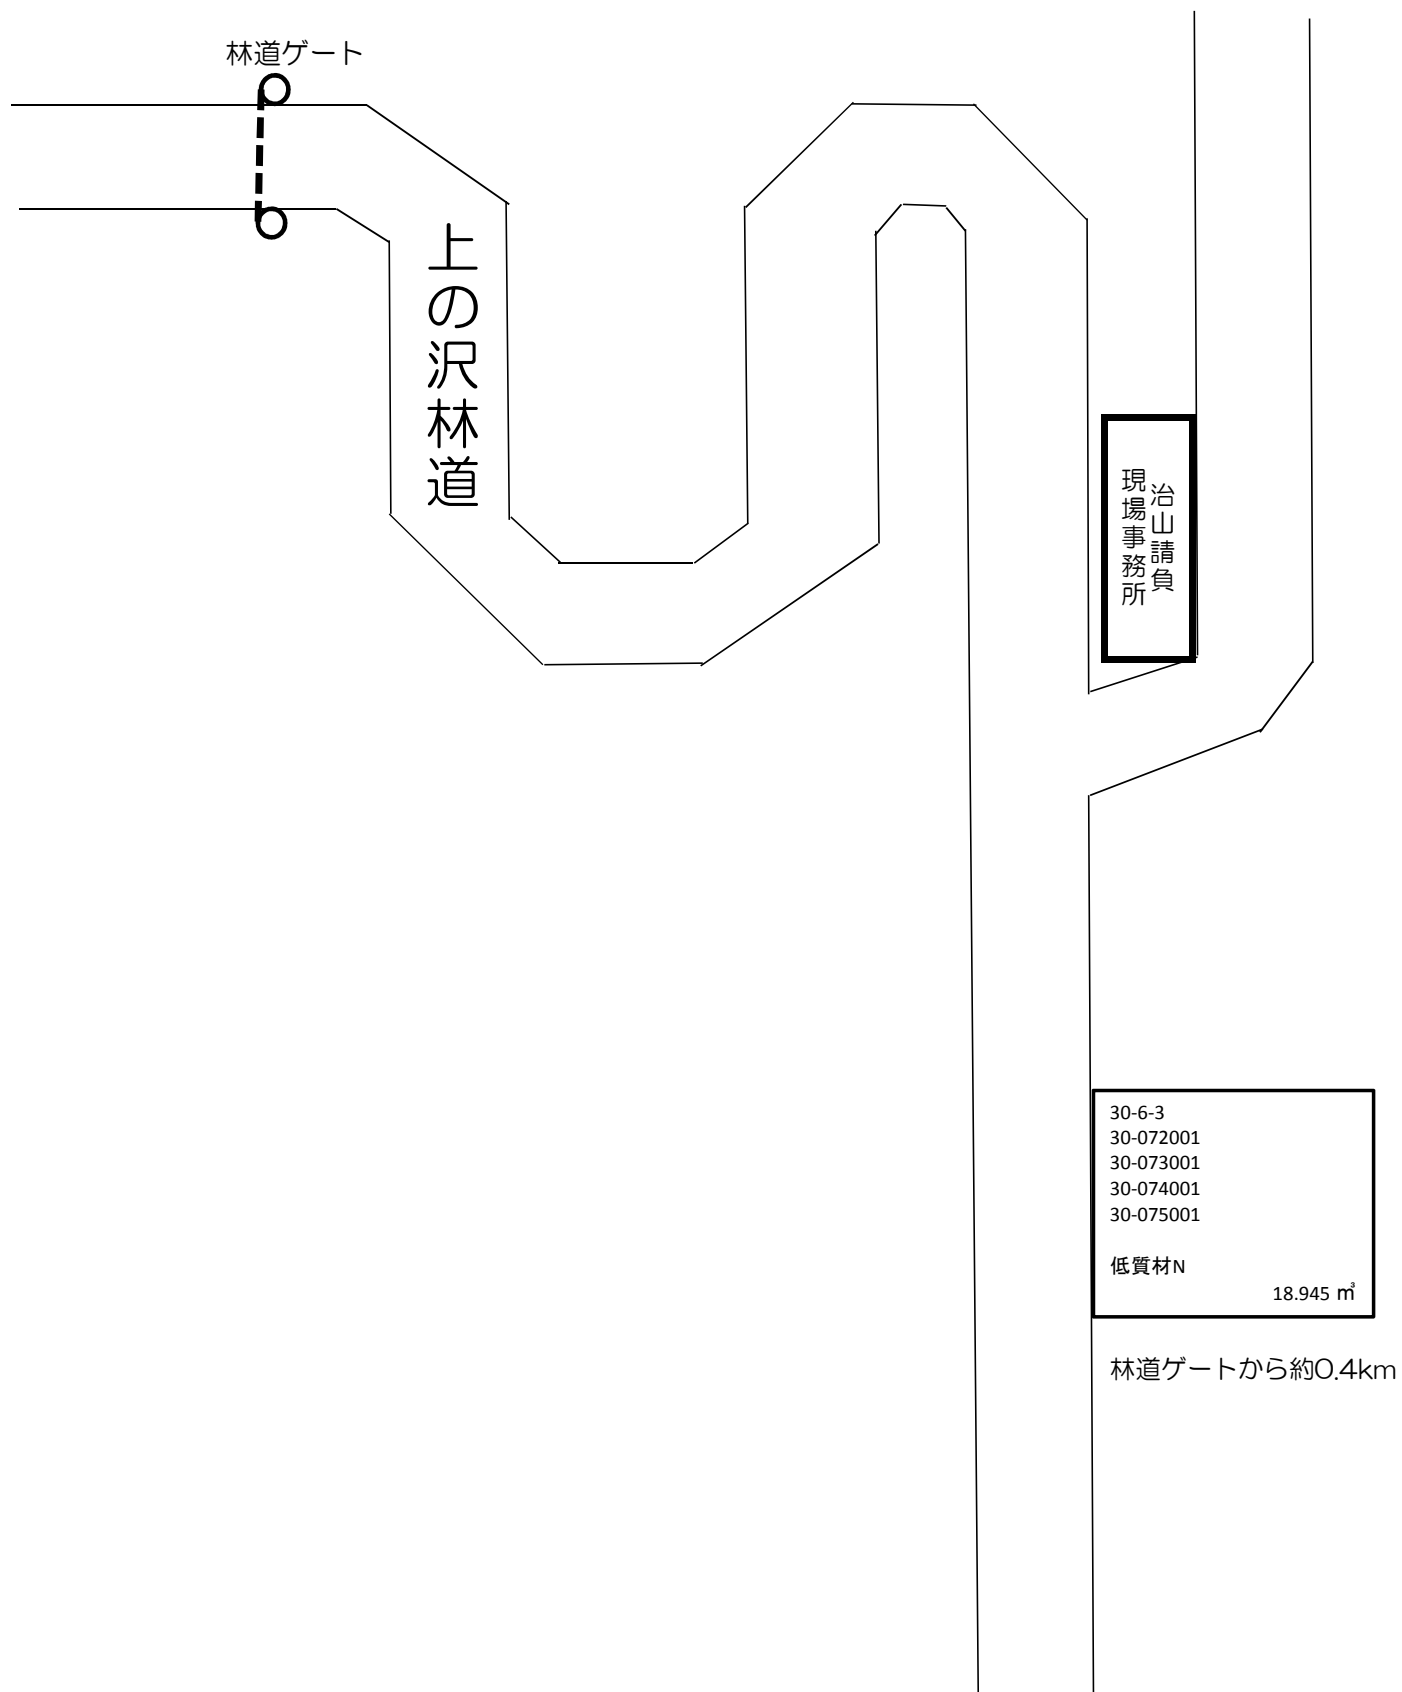 林道ゲート
上の沢林道
治山請負
現場事務所
30-6-3
30-072001
30-073001
30-074001
30-075001
低質材N
18.945 ㎥
林道ゲートから約0.4km